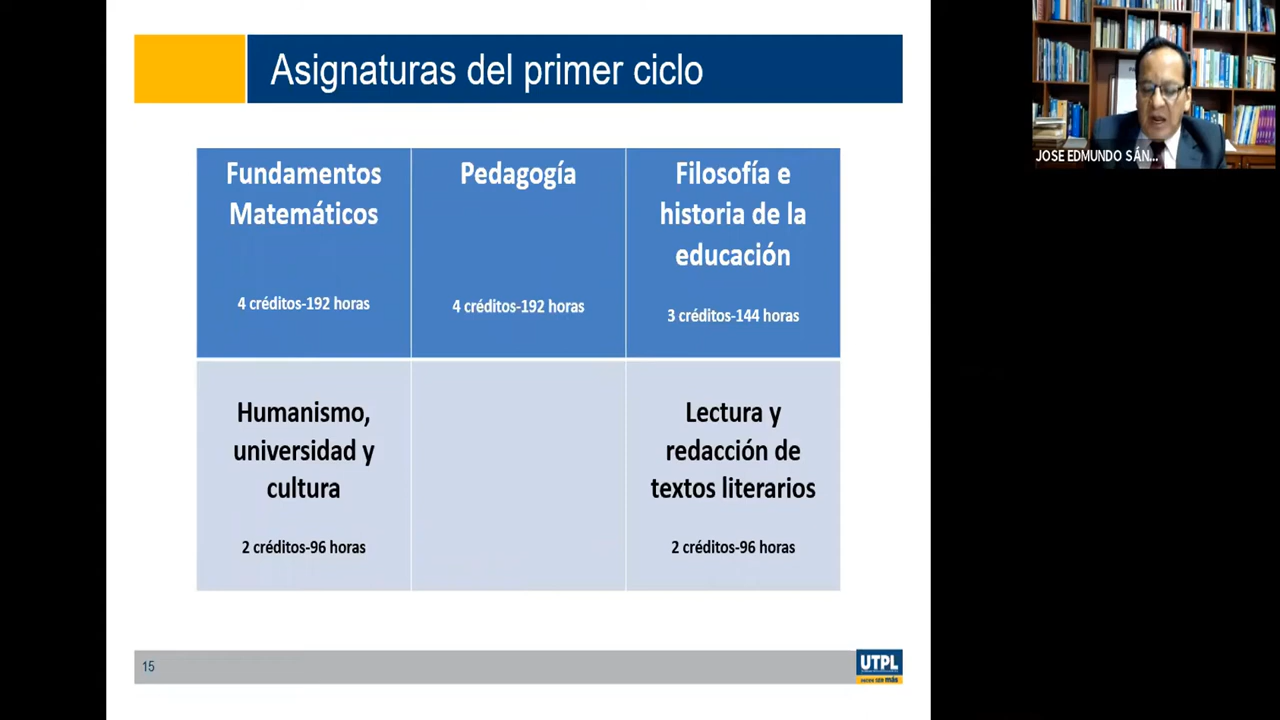 Asignaturas del primer ciclo
JOSE EDMUNDO SÁN...
Fundamentos
Matemáticos
4 créditos-192 horas
Pedagogía
4 créditos-192 horas
Filosofía e
historia de la
educación
3 créditos-144 horas
Humanismo,
universidad y
cultura
2 créditos-96 horas
Lectura y
redacción de
textos literarios
2 créditos-96 horas
15
UTPL